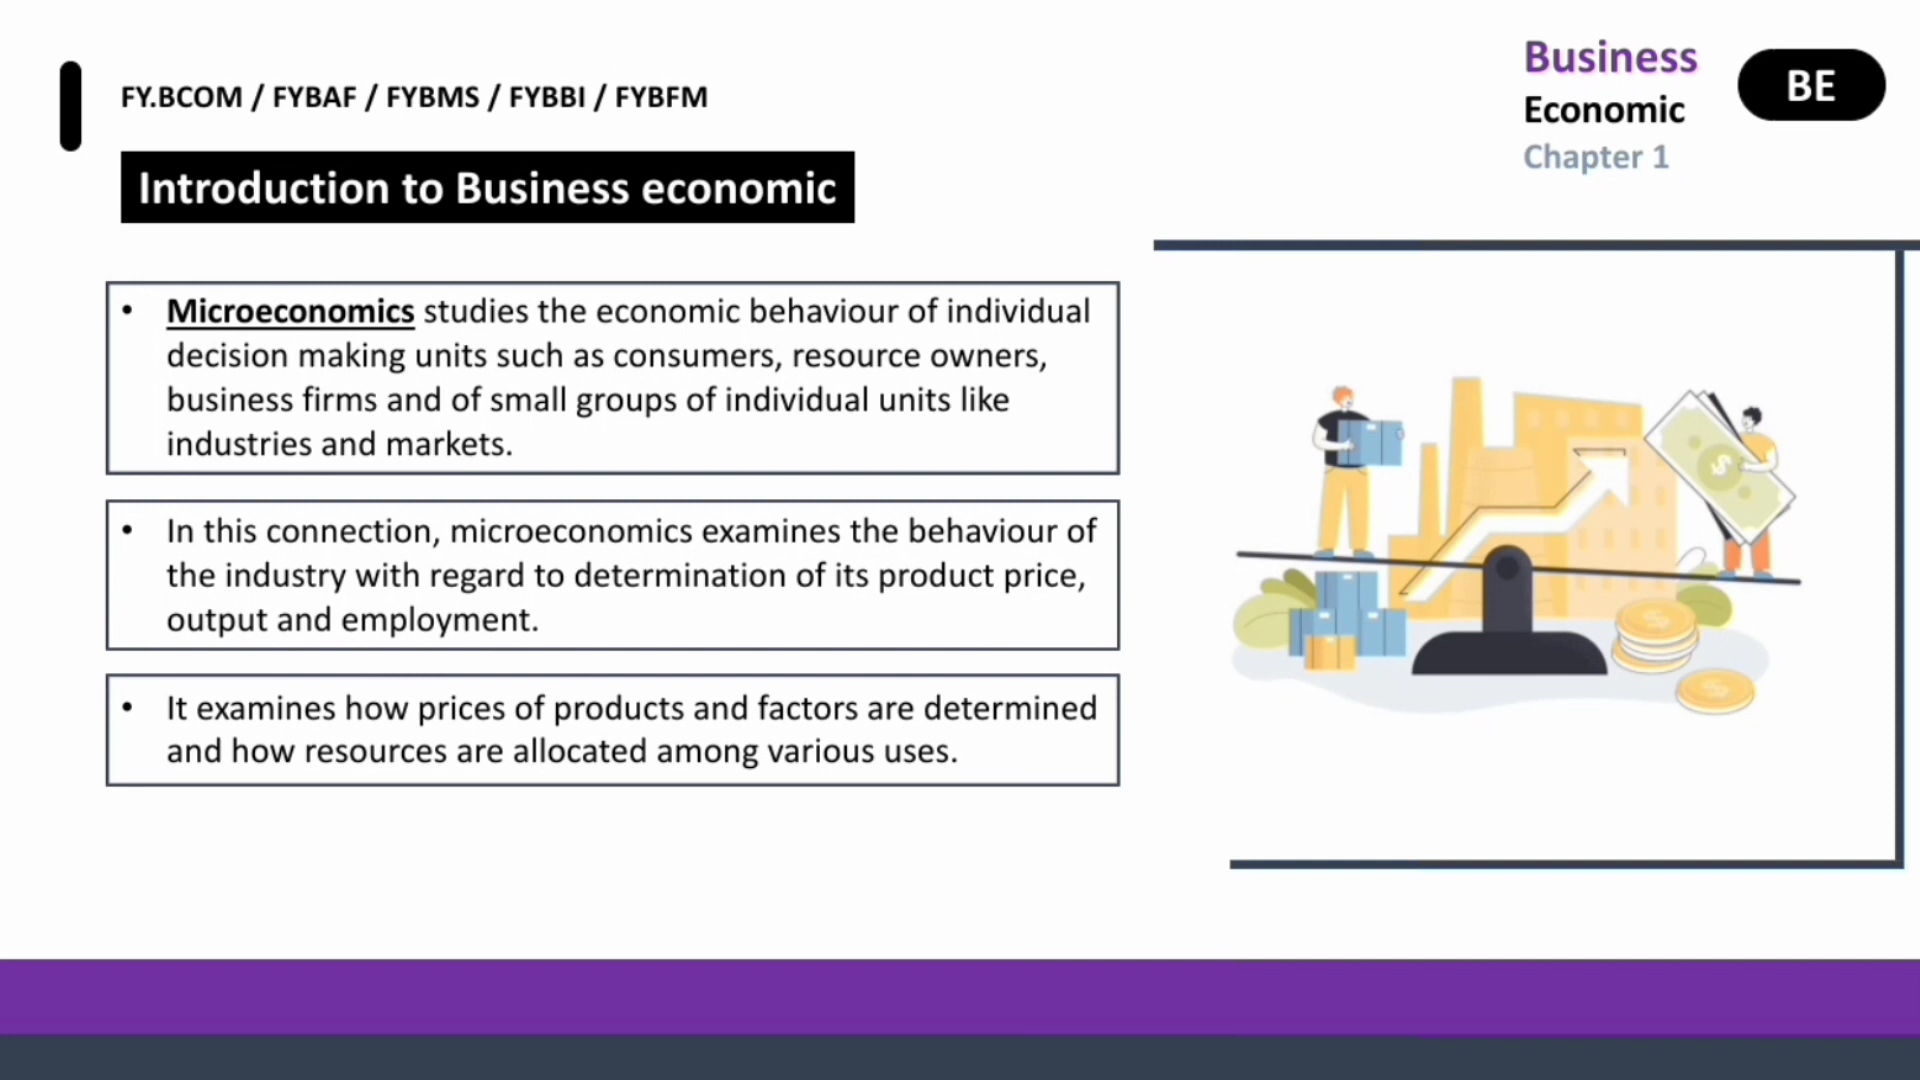 FY.BCOM / FYBAF / FYBMS / FYBBI / FYBFM
Business
Economic
Chapter 1
BE
Introduction to Business economic
• Microeconomics studies the economic behaviour of individual
decision making units such as consumers, resource owners,
business firms and of small groups of individual units like
industries and markets.
• In this connection, microeconomics examines the behaviour of
the industry with regard to determination of its product price,
output and employment.
• It examines how prices of products and factors are determined
and how resources are allocated among various uses.